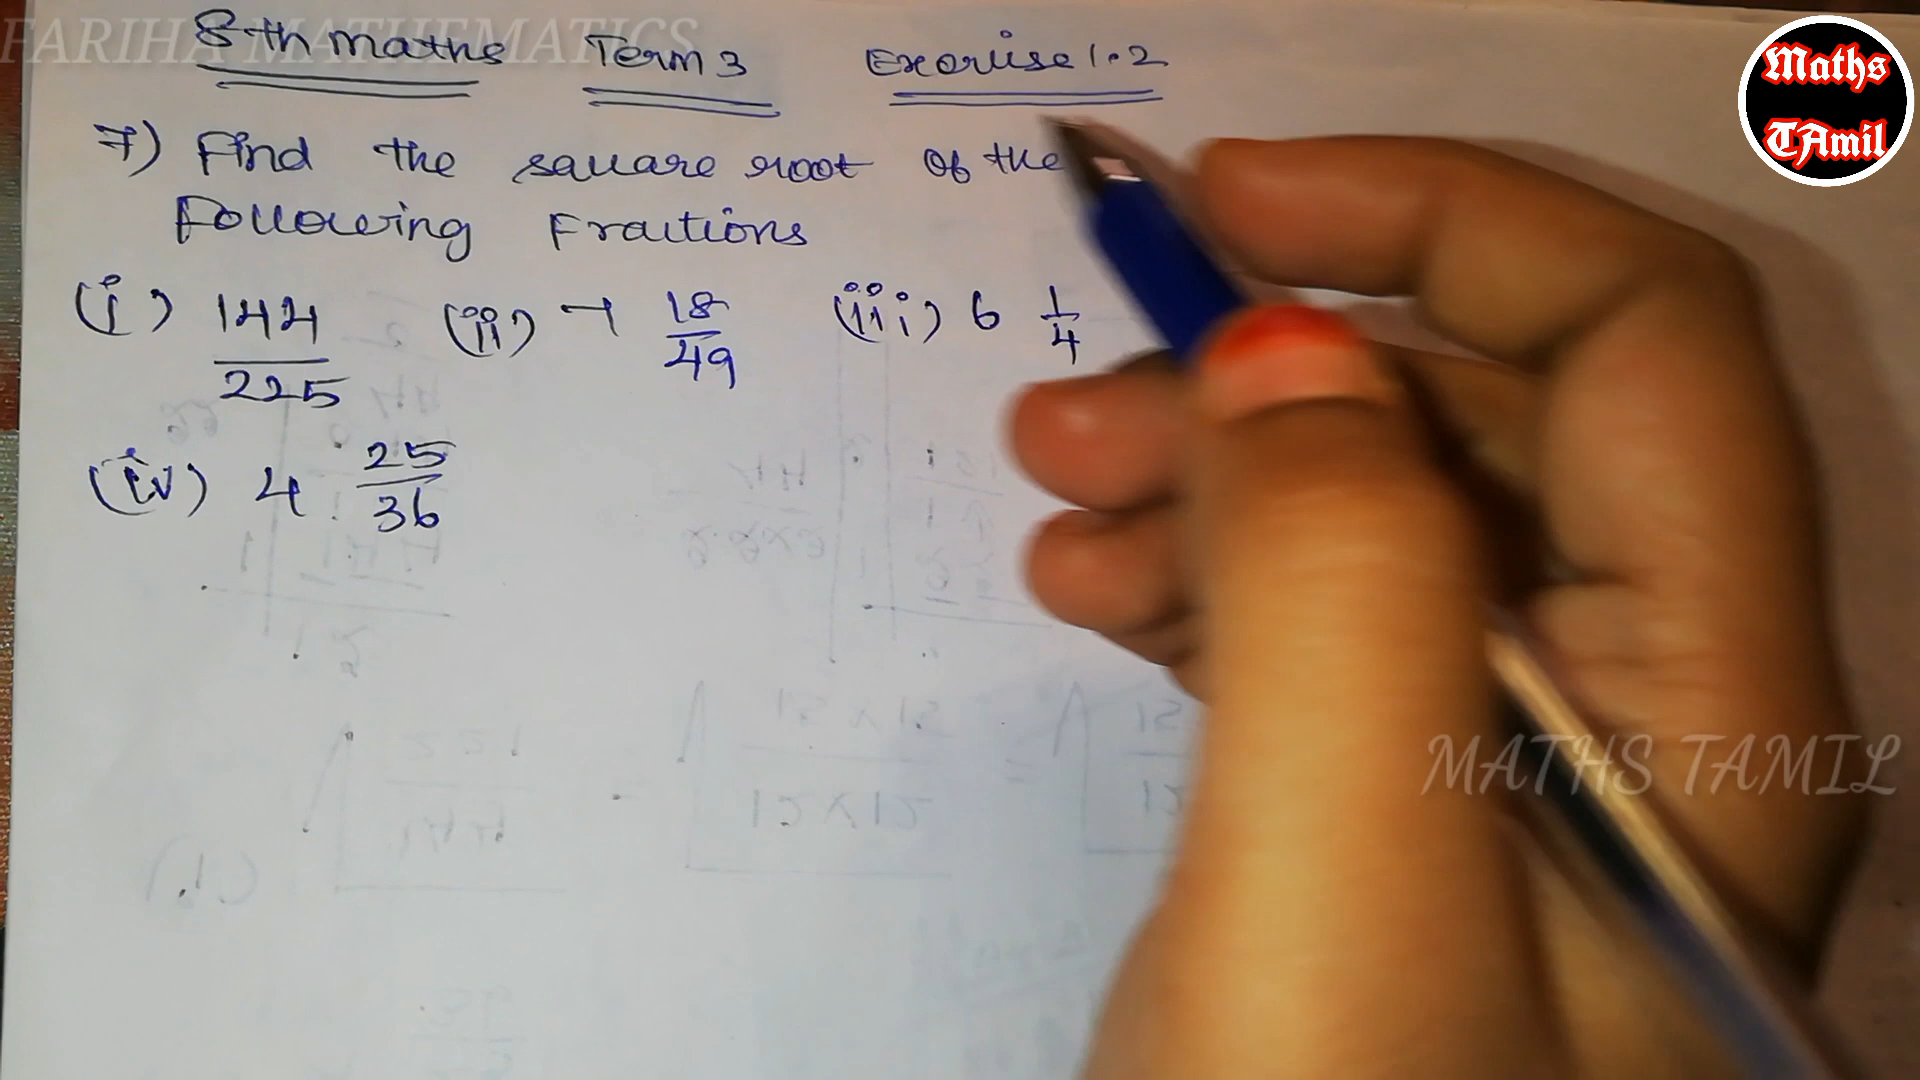 FARIHA MATHEMATICS
8th maths Term 3 Exercise 1.2
7) Find the square root of the
Following Fractions
(i) 144/225 (ii) 7 18/49 (iii) 6 1/4
(iv) 4 25/36
Maths
TAmil
MATHS TAMIL